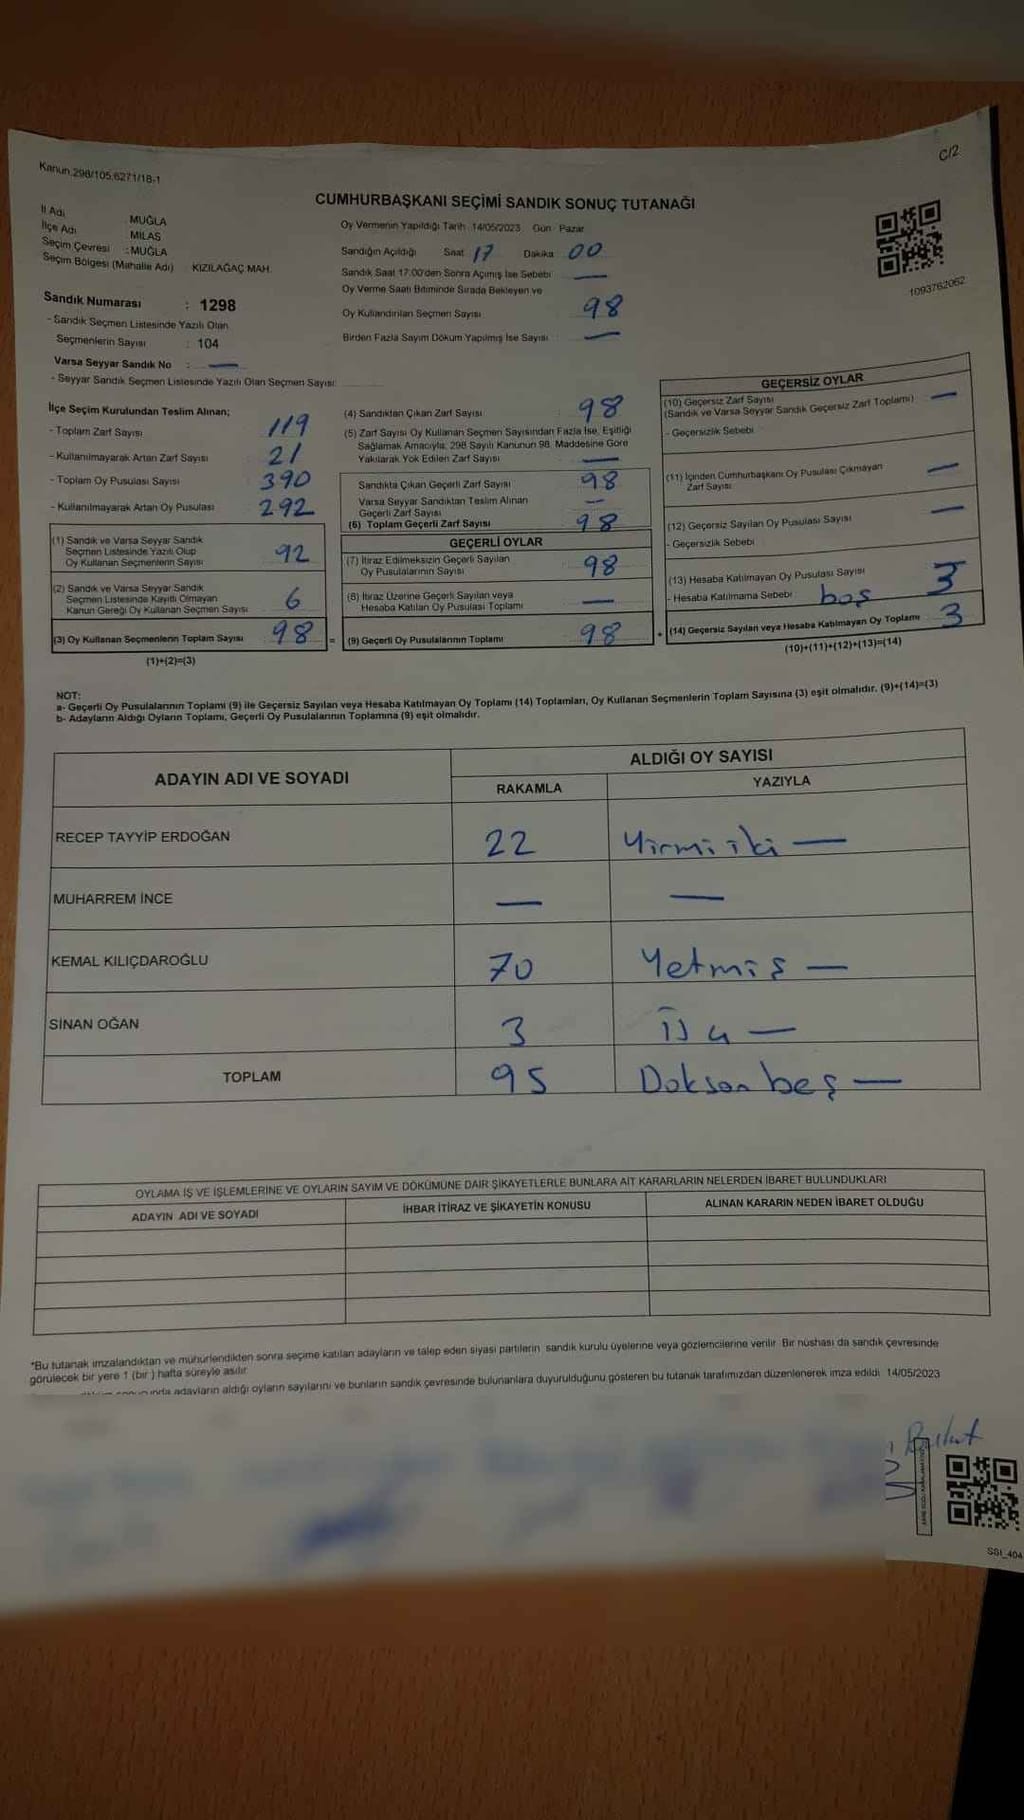 Kanun.298/105,6271/18-1
C/2
CUMHURBAŞKANI SEÇİMİ SANDIK SONUÇ TUTANAĞI
İl Adı MUĞLA
İlçe Adı MİLAS
Seçim Çevresi : MUĞLA
Seçim Bölgesi (Mahalle Adı) : KIZILAĞAÇ MAH.
Oy Vermenin Yapıldığı Tarih 14/05/2023 Gün Pazar
Sandığın Açıldığı Saat 17 Dakika 00
Sandık Saat 17:00'den Sonra Açımış İse Sebebi —
Oy Verme Saati Bitiminde Sırada Bekleyen ve
Oy Kullandırılan Seçmen Sayısı 98
Birden Fazla Sayım Döküm Yapılmış İse Sayısı : —
1093762062
Sandık Numarası : 1298
- Sandık Seçmen Listesinde Yazılı Olan
Seçmenlerin Sayısı : 104
Varsa Seyyar Sandık No : —
- Seyyar Sandık Seçmen Listesinde Yazılı Olan Seçmen Sayısı:
İlçe Seçim Kurulundan Teslim Alınan;
- Toplam Zarf Sayısı 119
- Kullanılmayarak Artan Zarf Sayısı 21
- Toplam Oy Pusulası Sayısı 390
- Kullanılmayarak Artan Oy Pusulası 292
(1) Sandık ve Varsa Seyyar Sandık
Seçmen Listesinde Yazılı Olup
Oy Kullanan Seçmenlerin Sayısı 92
(2) Sandık ve Varsa Seyyar Sandık
Seçmen Listesinde Kayıtlı Olmayan
Kanun Gereği Oy Kullanan Seçmen Sayısı 6
(3) Oy Kullanan Seçmenlerin Toplam Sayısı 98 =
(1)+(2)=(3)
(4) Sandıktan Çıkan Zarf Sayısı : 98
(5) Zarf Sayısı Oy Kullanan Seçmen Sayısından Fazla İse, Eşitliği
Sağlamak Amacıyla, 298 Sayılı Kanunun 98. Maddesine Göre
Yakılarak Yok Edilen Zarf Sayısı —
Sandıkta Çıkan Geçerli Zarf Sayısı 98
Varsa Seyyar Sandıktan Teslim Alınan
Geçerli Zarf Sayısı —
(6) Toplam Geçerli Zarf Sayısı 98
GEÇERLİ OYLAR
(7) İtiraz Edilmeksizin Geçerli Sayılan
Oy Pusulalarının Sayısı 98
(8) İtiraz Üzerine Geçerli Sayılan veya
Hesaba Katılan Oy Pusulası Toplamı —
(9) Geçerli Oy Pusulalarının Toplamı 98 +
GEÇERSİZ OYLAR
(10) Geçersiz Zarf Sayısı
(Sandık ve Varsa Seyyar Sandık Geçersiz Zarf Toplamı) —
- Geçersizlik Sebebi
(11) İçinden Cumhurbaşkanı Oy Pusulası Çıkmayan
Zarf Sayısı —
(12) Geçersiz Sayılan Oy Pusulası Sayısı —
- Geçersizlik Sebebi
(13) Hesaba Katılmayan Oy Pusulası Sayısı 3
- Hesaba Katılmama Sebebi boş
(14) Geçersiz Sayılan veya Hesaba Katılmayan Oy Toplamı 3
(10)+(11)+(12)+(13)=(14)
NOT:
a- Geçerli Oy Pusulalarının Toplamı (9) ile Geçersiz Sayılan veya Hesaba Katılmayan Oy Toplamı (14) Toplamları, Oy Kullanan Seçmenlerin Toplam Sayısına (3) eşit olmalıdır. (9)+(14)=(3)
b- Adayların Aldığı Oyların Toplamı, Geçerli Oy Pusulalarının Toplamına (9) eşit olmalıdır.
ADAYIN ADI VE SOYADI ALDIĞI OY SAYISI
RAKAMLA YAZIYLA
RECEP TAYYİP ERDOĞAN 22 Yirmi iki —
MUHARREM İNCE — —
KEMAL KILIÇDAROĞLU 70 Yetmiş —
SİNAN OĞAN 3 —
TOPLAM 95 Doksan beş —
OYLAMA İŞ VE İŞLEMLERİNE VE OYLARIN SAYIM VE DÖKÜMÜNE DAİR ŞİKAYETLERLE BUNLARA AİT KARARLARIN NELERDEN İBARET BULUNDUKLARI
ADAYIN ADI VE SOYADI İHBAR İTİRAZ VE ŞİKAYETİN KONUSU ALINAN KARARIN NEDEN İBARET OLDUĞU
*Bu tutanak imzalandıktan ve mühürlendikten sonra seçime katılan adayların ve talep eden siyasi partilerin sandık kurulu üyelerine veya gözlemcilerine verilir. Bir nüshası da sandık çevresinde
görülecek bir yere 1 (bir ) hafta süreyle asılır.
adayların aldığı oyların sayılarını ve bunların sandık çevresinde bulunanlara duyurulduğunu gösteren bu tutanak tarafımızdan düzenlenerek imza edildi. 14/05/2023
Bulut
SSI_404